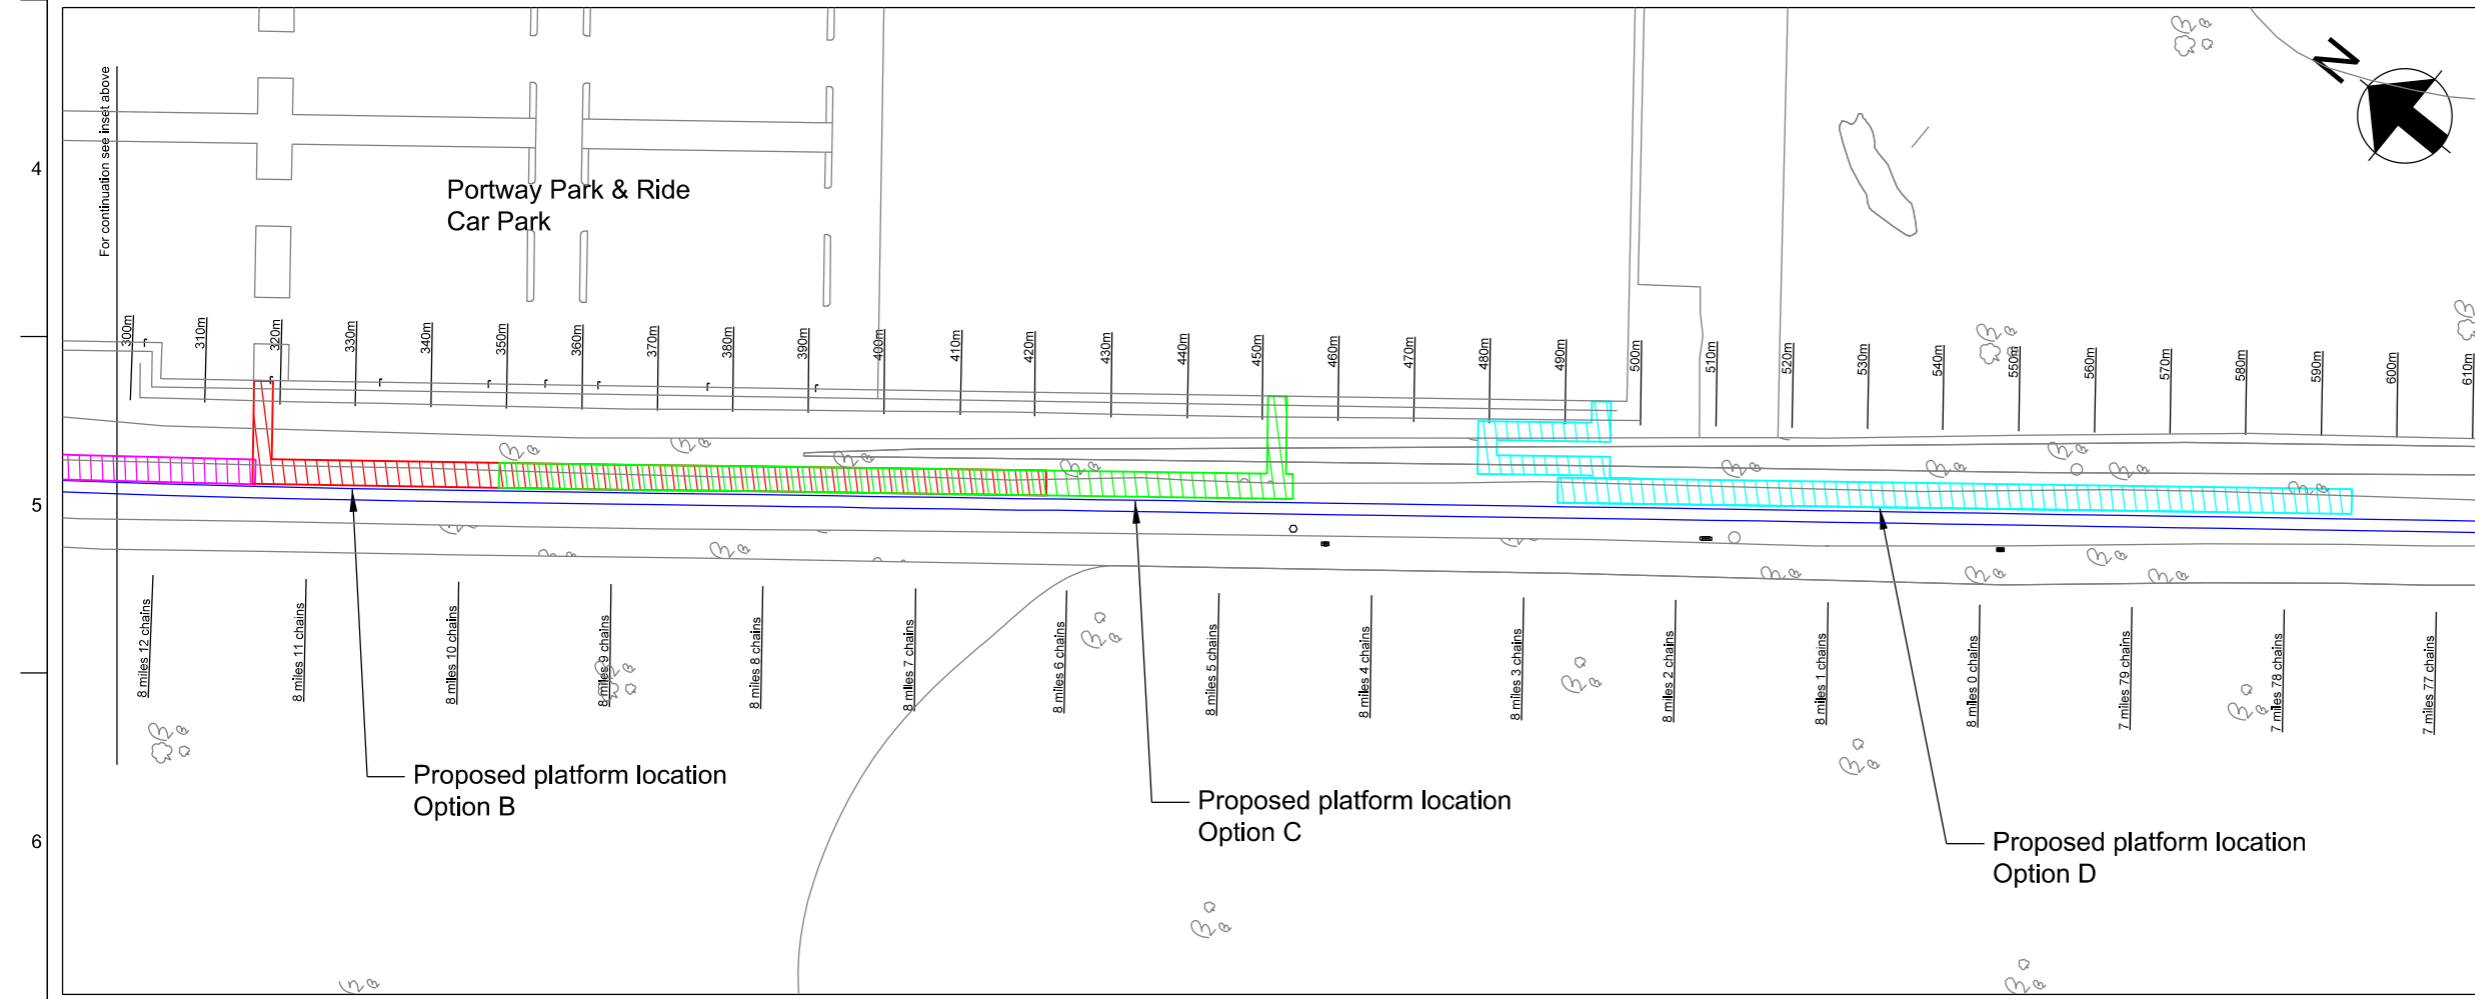 N
4
For continuation see inset above
Portway Park & Ride
Car Park
300m
310m
320m
330m
340m
350m
360m
370m
380m
390m
400m
410m
420m
430m
440m
450m
460m
470m
480m
490m
500m
510m
520m
530m
540m
550m
560m
570m
580m
590m
600m
610m
5
8 miles 12 chains
8 miles 11 chains
8 miles 10 chains
8 miles 9 chains
8 miles 8 chains
8 miles 7 chains
8 miles 6 chains
8 miles 5 chains
8 miles 4 chains
8 miles 3 chains
8 miles 2 chains
8 miles 1 chains
8 miles 0 chains
7 miles 79 chains
7 miles 78 chains
7 miles 77 chains
Proposed platform location
Option B
Proposed platform location
Option C
6
Proposed platform location
Option D